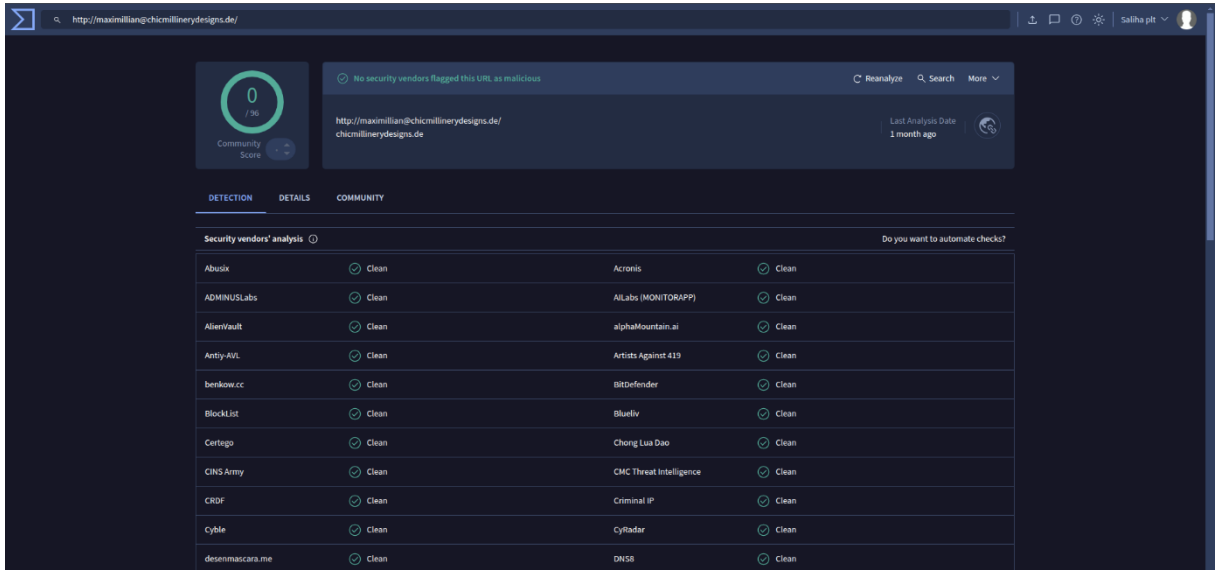 http://maximillian@chicmillinerydesigns.de/
Saliha plt
0
/ 96
Community
Score
-
No security vendors flagged this URL as malicious
Reanalyze Search More
http://maximillian@chicmillinerydesigns.de/
chicmillinerydesigns.de
Last Analysis Date
1 month ago
DETECTION DETAILS COMMUNITY
Security vendors' analysis
Do you want to automate checks?
Abusix Clean Acronis Clean
ADMINUSLabs Clean AILabs (MONITORAPP) Clean
AlienVault Clean alphaMountain.ai Clean
Antiy-AVL Clean Artists Against 419 Clean
benkow.cc Clean BitDefender Clean
BlockList Clean Blueliv Clean
Certego Clean Chong Lua Dao Clean
CINS Army Clean CMC Threat Intelligence Clean
CRDF Clean Criminal IP Clean
Cyble Clean CyRadar Clean
desenmascara.me Clean DNS8 Clean